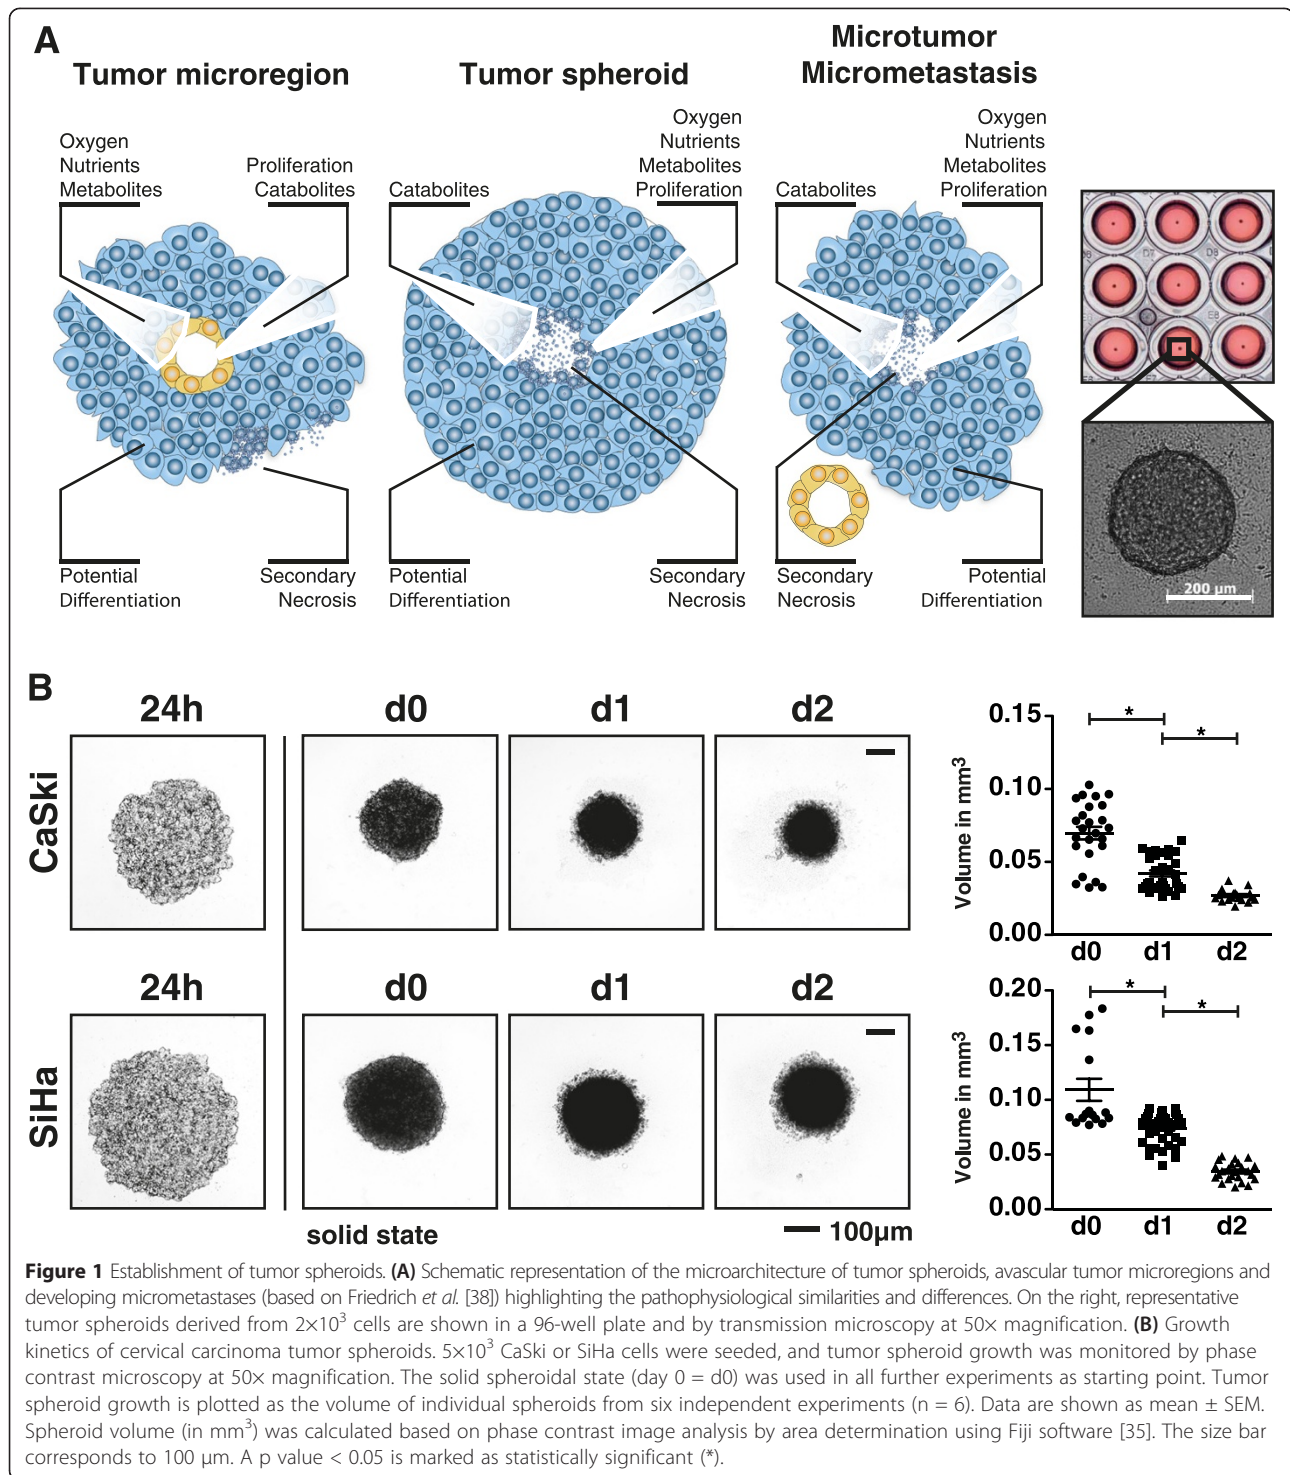 A
Tumor microregion
Tumor spheroid
Microtumor
Micrometastasis
Oxygen
Nutrients
Metabolites
Proliferation
Catabolites
Catabolites
Oxygen
Nutrients
Metabolites
Proliferation
Catabolites
Oxygen
Nutrients
Metabolites
Proliferation
Potential
Differentiation
Secondary
Necrosis
Potential
Differentiation
Secondary
Necrosis
Secondary
Necrosis
Potential
Differentiation
D7
D8
E8
200 µm
B
24h
d0
d1
d2
CaSki
0.15
0.10
0.05
0.00
Volume in mm³
*
*
d0
d1
d2
24h
d0
d1
d2
SiHa
0.20
0.15
0.10
0.05
0.00
Volume in mm³
*
*
d0
d1
d2
solid state
100µm
Figure 1 Establishment of tumor spheroids. (A) Schematic representation of the microarchitecture of tumor spheroids, avascular tumor microregions and
developing micrometastases (based on Friedrich et al. [38]) highlighting the pathophysiological similarities and differences. On the right, representative
tumor spheroids derived from 2×10³ cells are shown in a 96-well plate and by transmission microscopy at 50× magnification. (B) Growth
kinetics of cervical carcinoma tumor spheroids. 5×10³ CaSki or SiHa cells were seeded, and tumor spheroid growth was monitored by phase
contrast microscopy at 50× magnification. The solid spheroidal state (day 0 = d0) was used in all further experiments as starting point. Tumor
spheroid growth is plotted as the volume of individual spheroids from six independent experiments (n = 6). Data are shown as mean ± SEM.
Spheroid volume (in mm³) was calculated based on phase contrast image analysis by area determination using Fiji software [35]. The size bar
corresponds to 100 µm. A p value < 0.05 is marked as statistically significant (*).